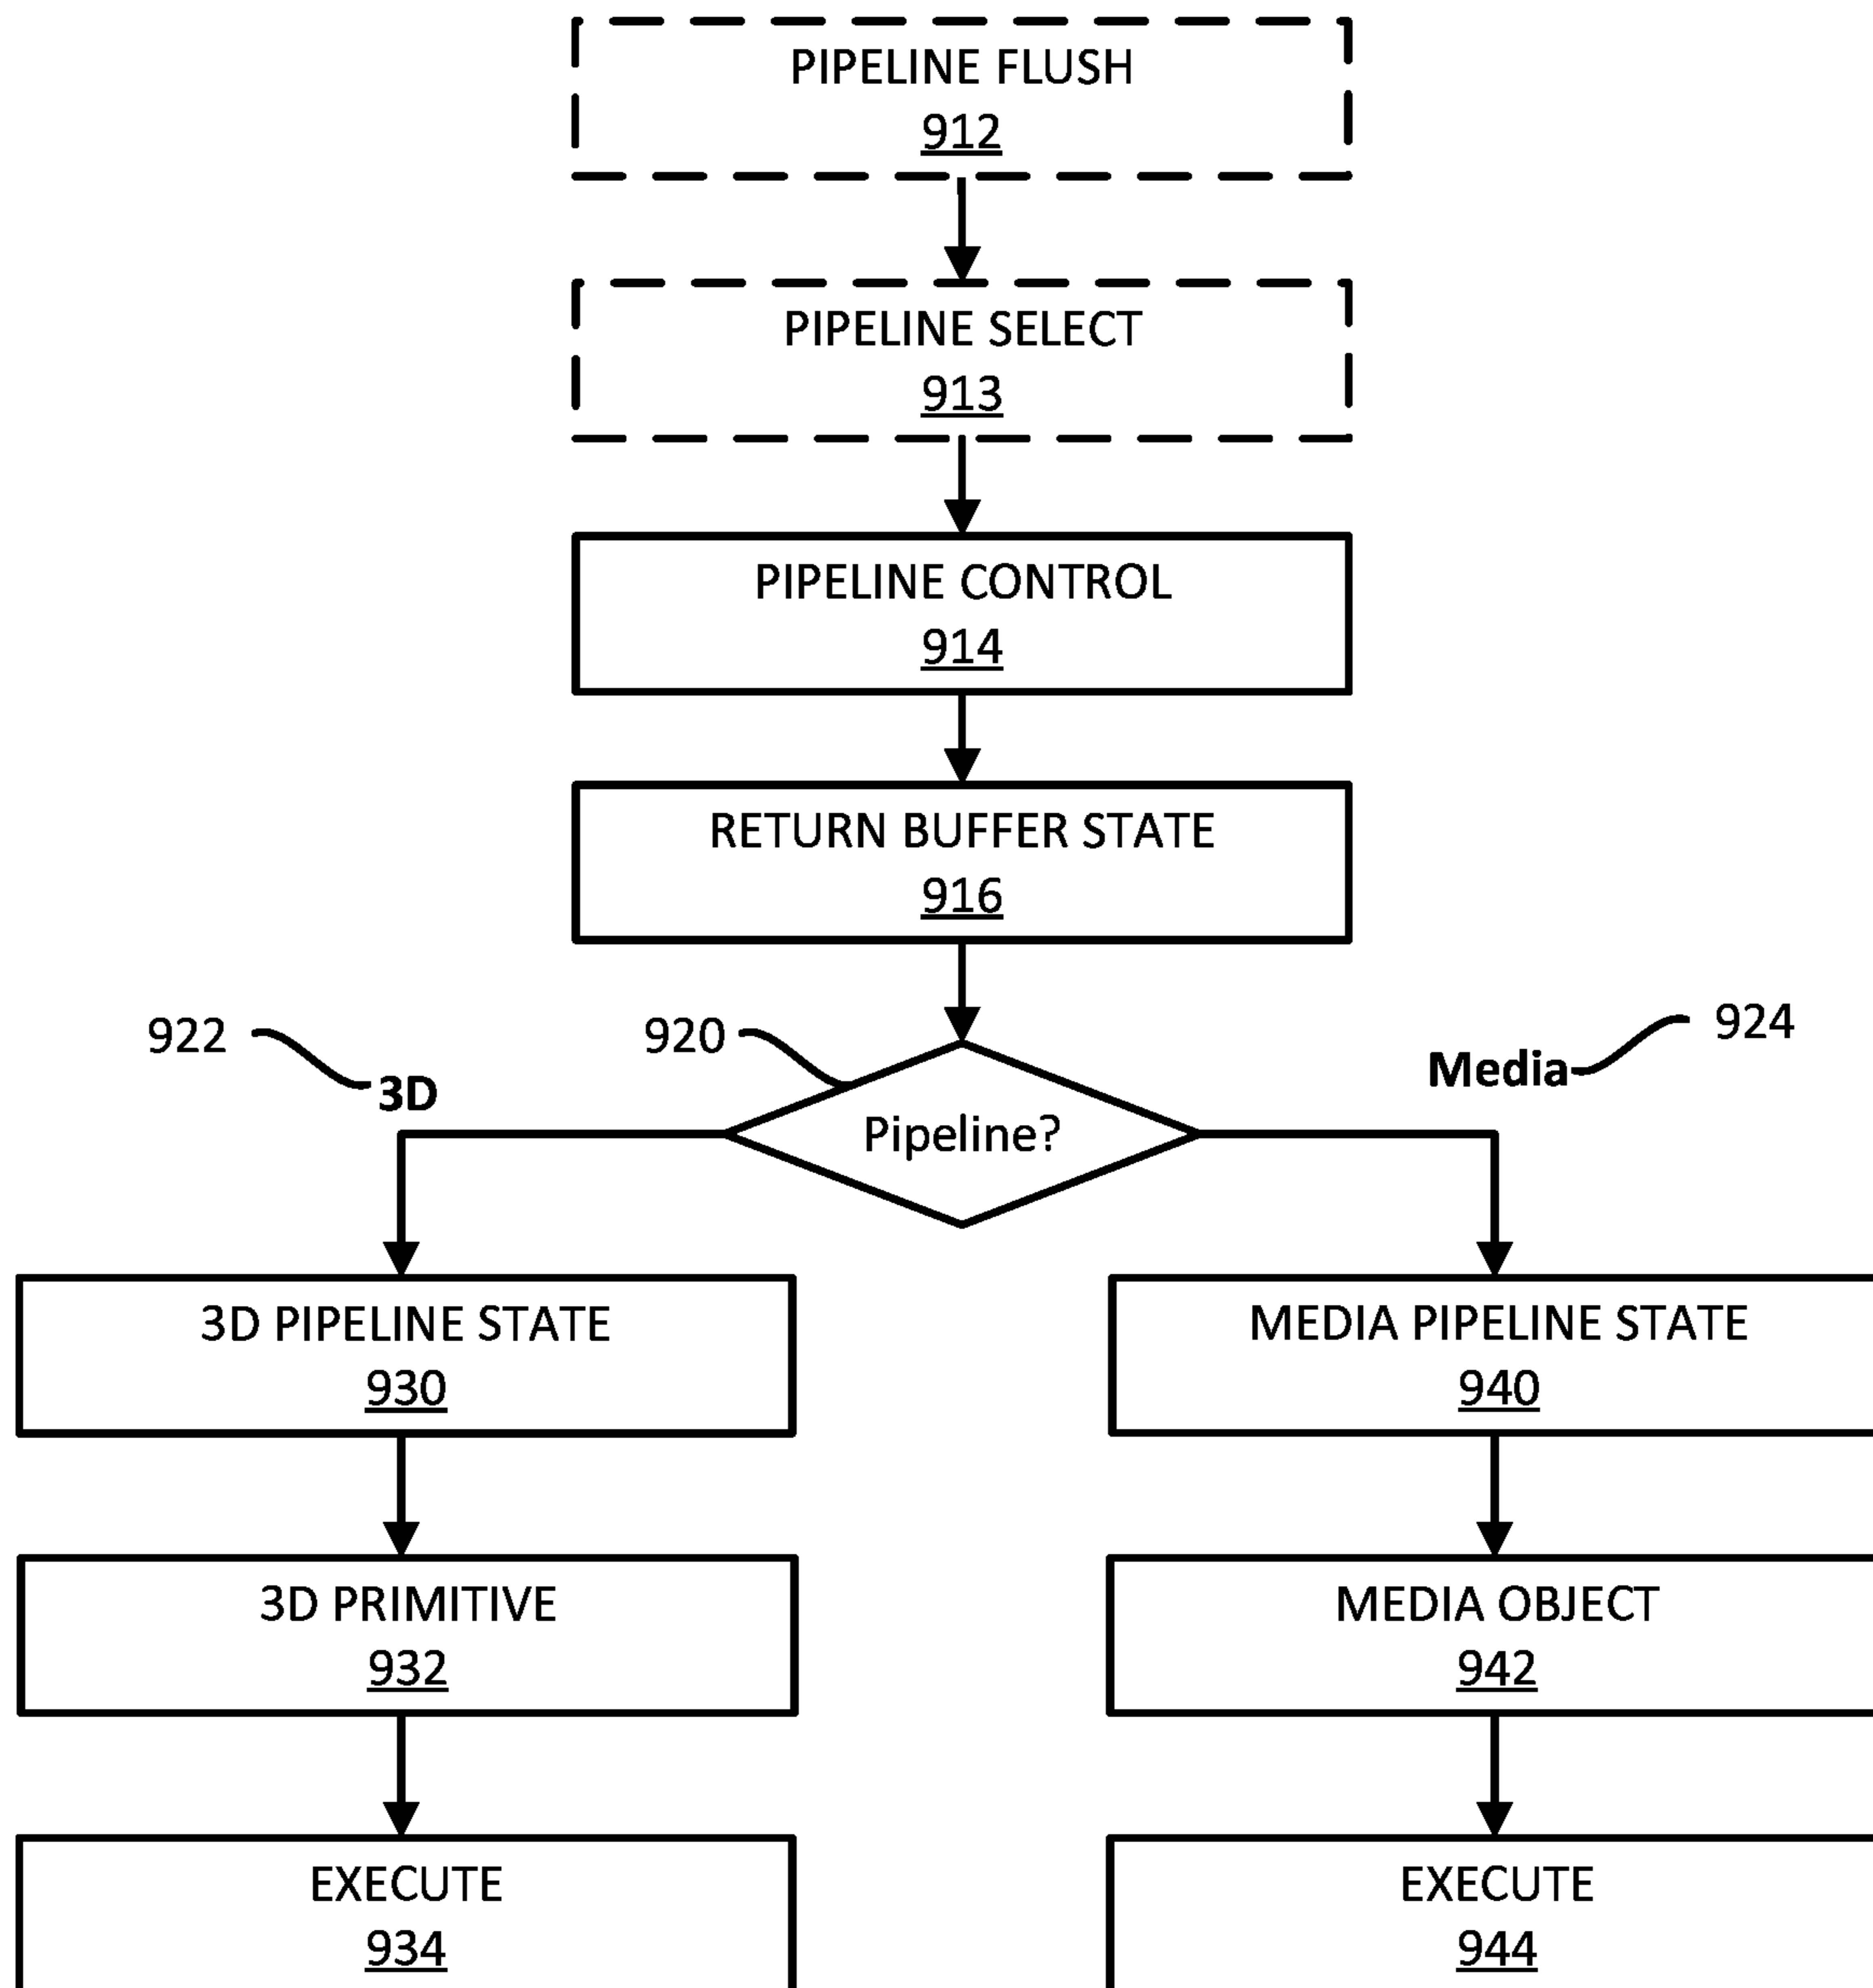 PIPELINE FLUSH
912
PIPELINE SELECT
913
PIPELINE CONTROL
914
RETURN BUFFER STATE
916
922
920
924
3D
Media
Pipeline?
3D PIPELINE STATE
930
MEDIA PIPELINE STATE
940
3D PRIMITIVE
932
MEDIA OBJECT
942
EXECUTE
934
EXECUTE
944